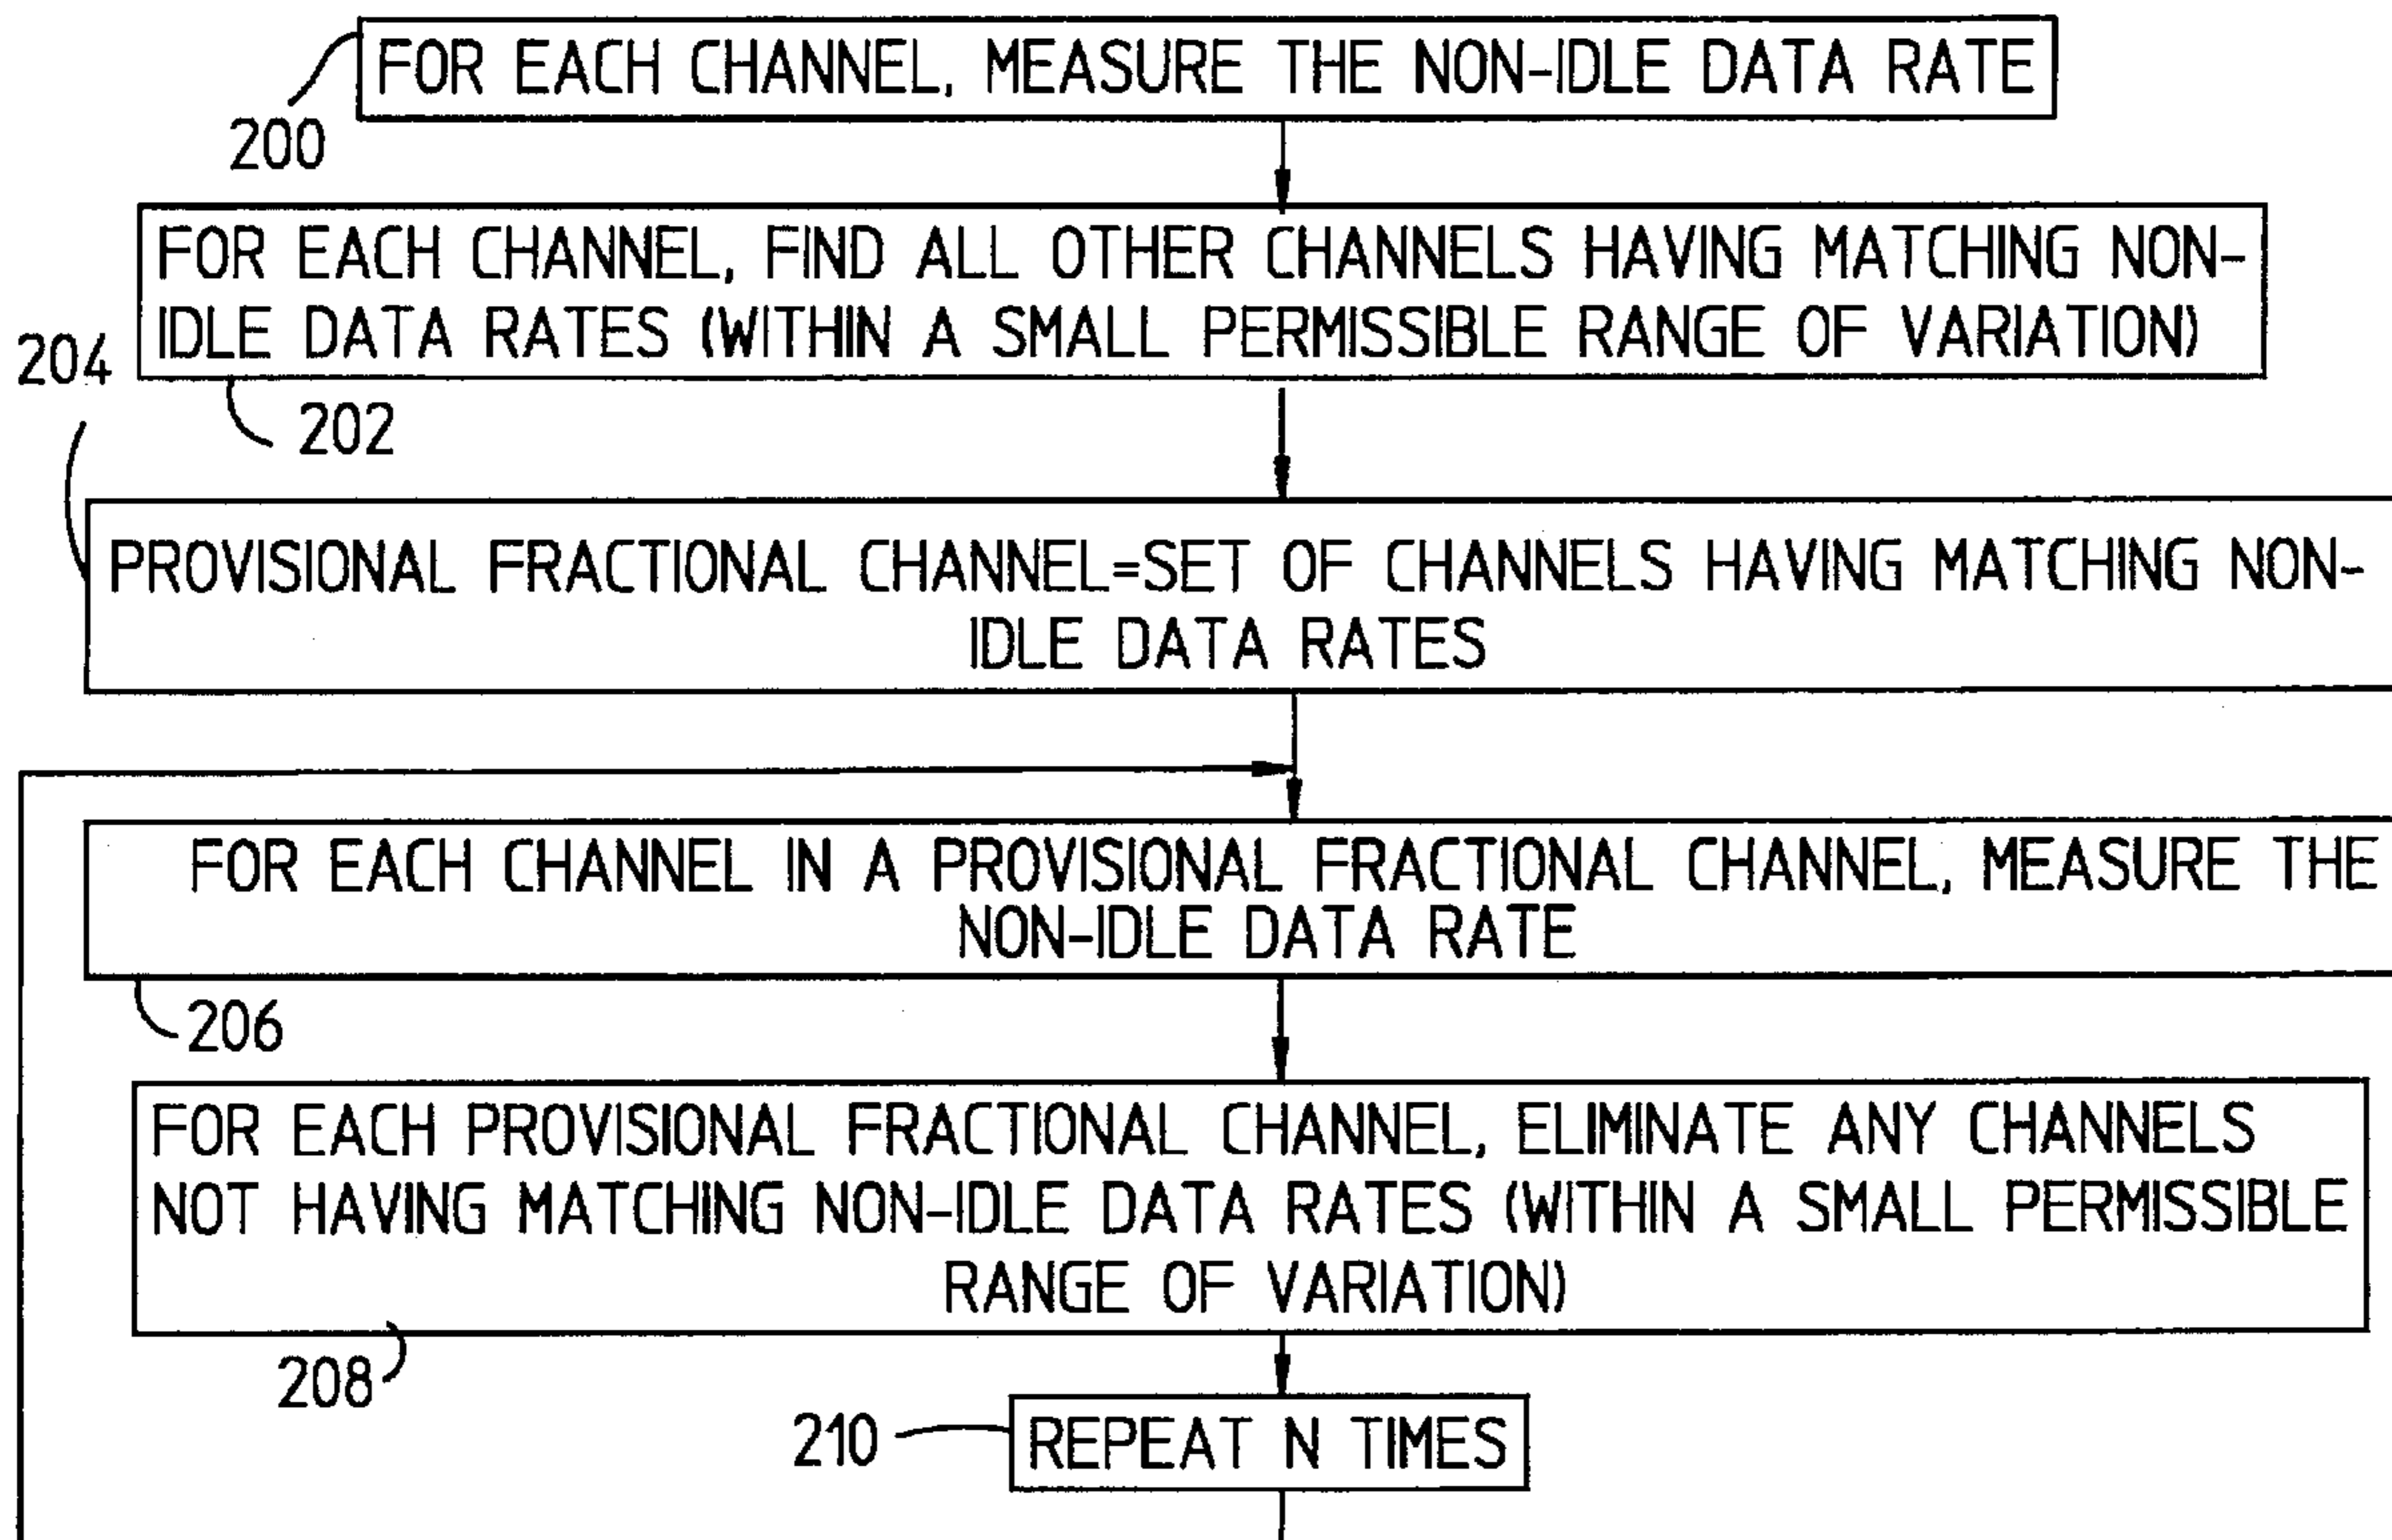 FOR EACH CHANNEL, MEASURE THE NON-IDLE DATA RATE
200
FOR EACH CHANNEL, FIND ALL OTHER CHANNELS HAVING MATCHING NON-
IDLE DATA RATES (WITHIN A SMALL PERMISSIBLE RANGE OF VARIATION)
204
202
PROVISIONAL FRACTIONAL CHANNEL=SET OF CHANNELS HAVING MATCHING NON-
IDLE DATA RATES
FOR EACH CHANNEL IN A PROVISIONAL FRACTIONAL CHANNEL, MEASURE THE
NON-IDLE DATA RATE
206
FOR EACH PROVISIONAL FRACTIONAL CHANNEL, ELIMINATE ANY CHANNELS
NOT HAVING MATCHING NON-IDLE DATA RATES (WITHIN A SMALL PERMISSIBLE
RANGE OF VARIATION)
208
210
REPEAT N TIMES